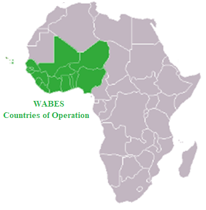 WABES
Countries of Operation